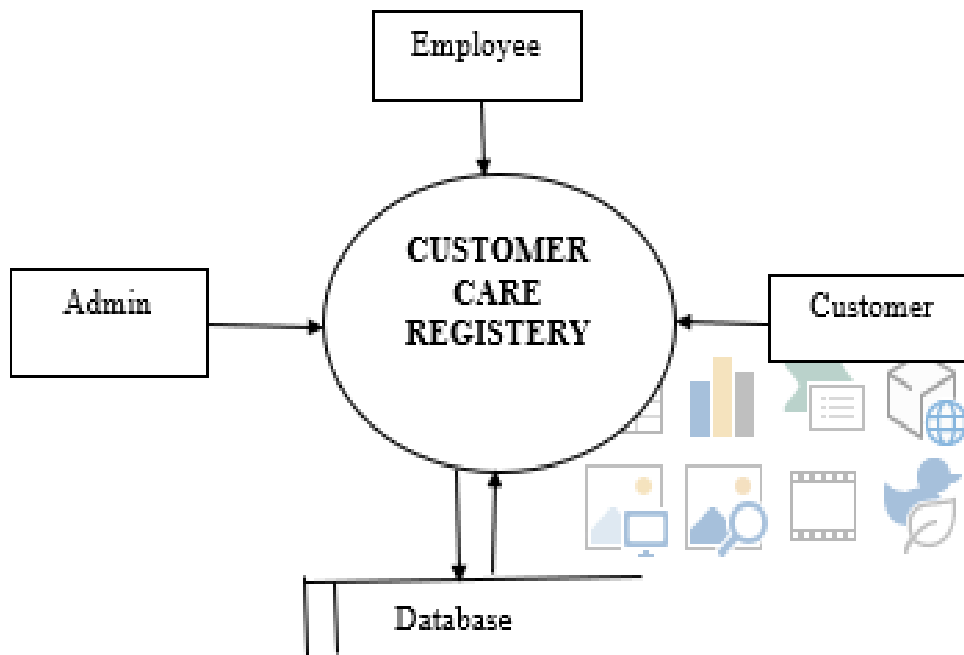 Employee
CUSTOMER
CARE
REGISTERY
Admin
Customer
Database